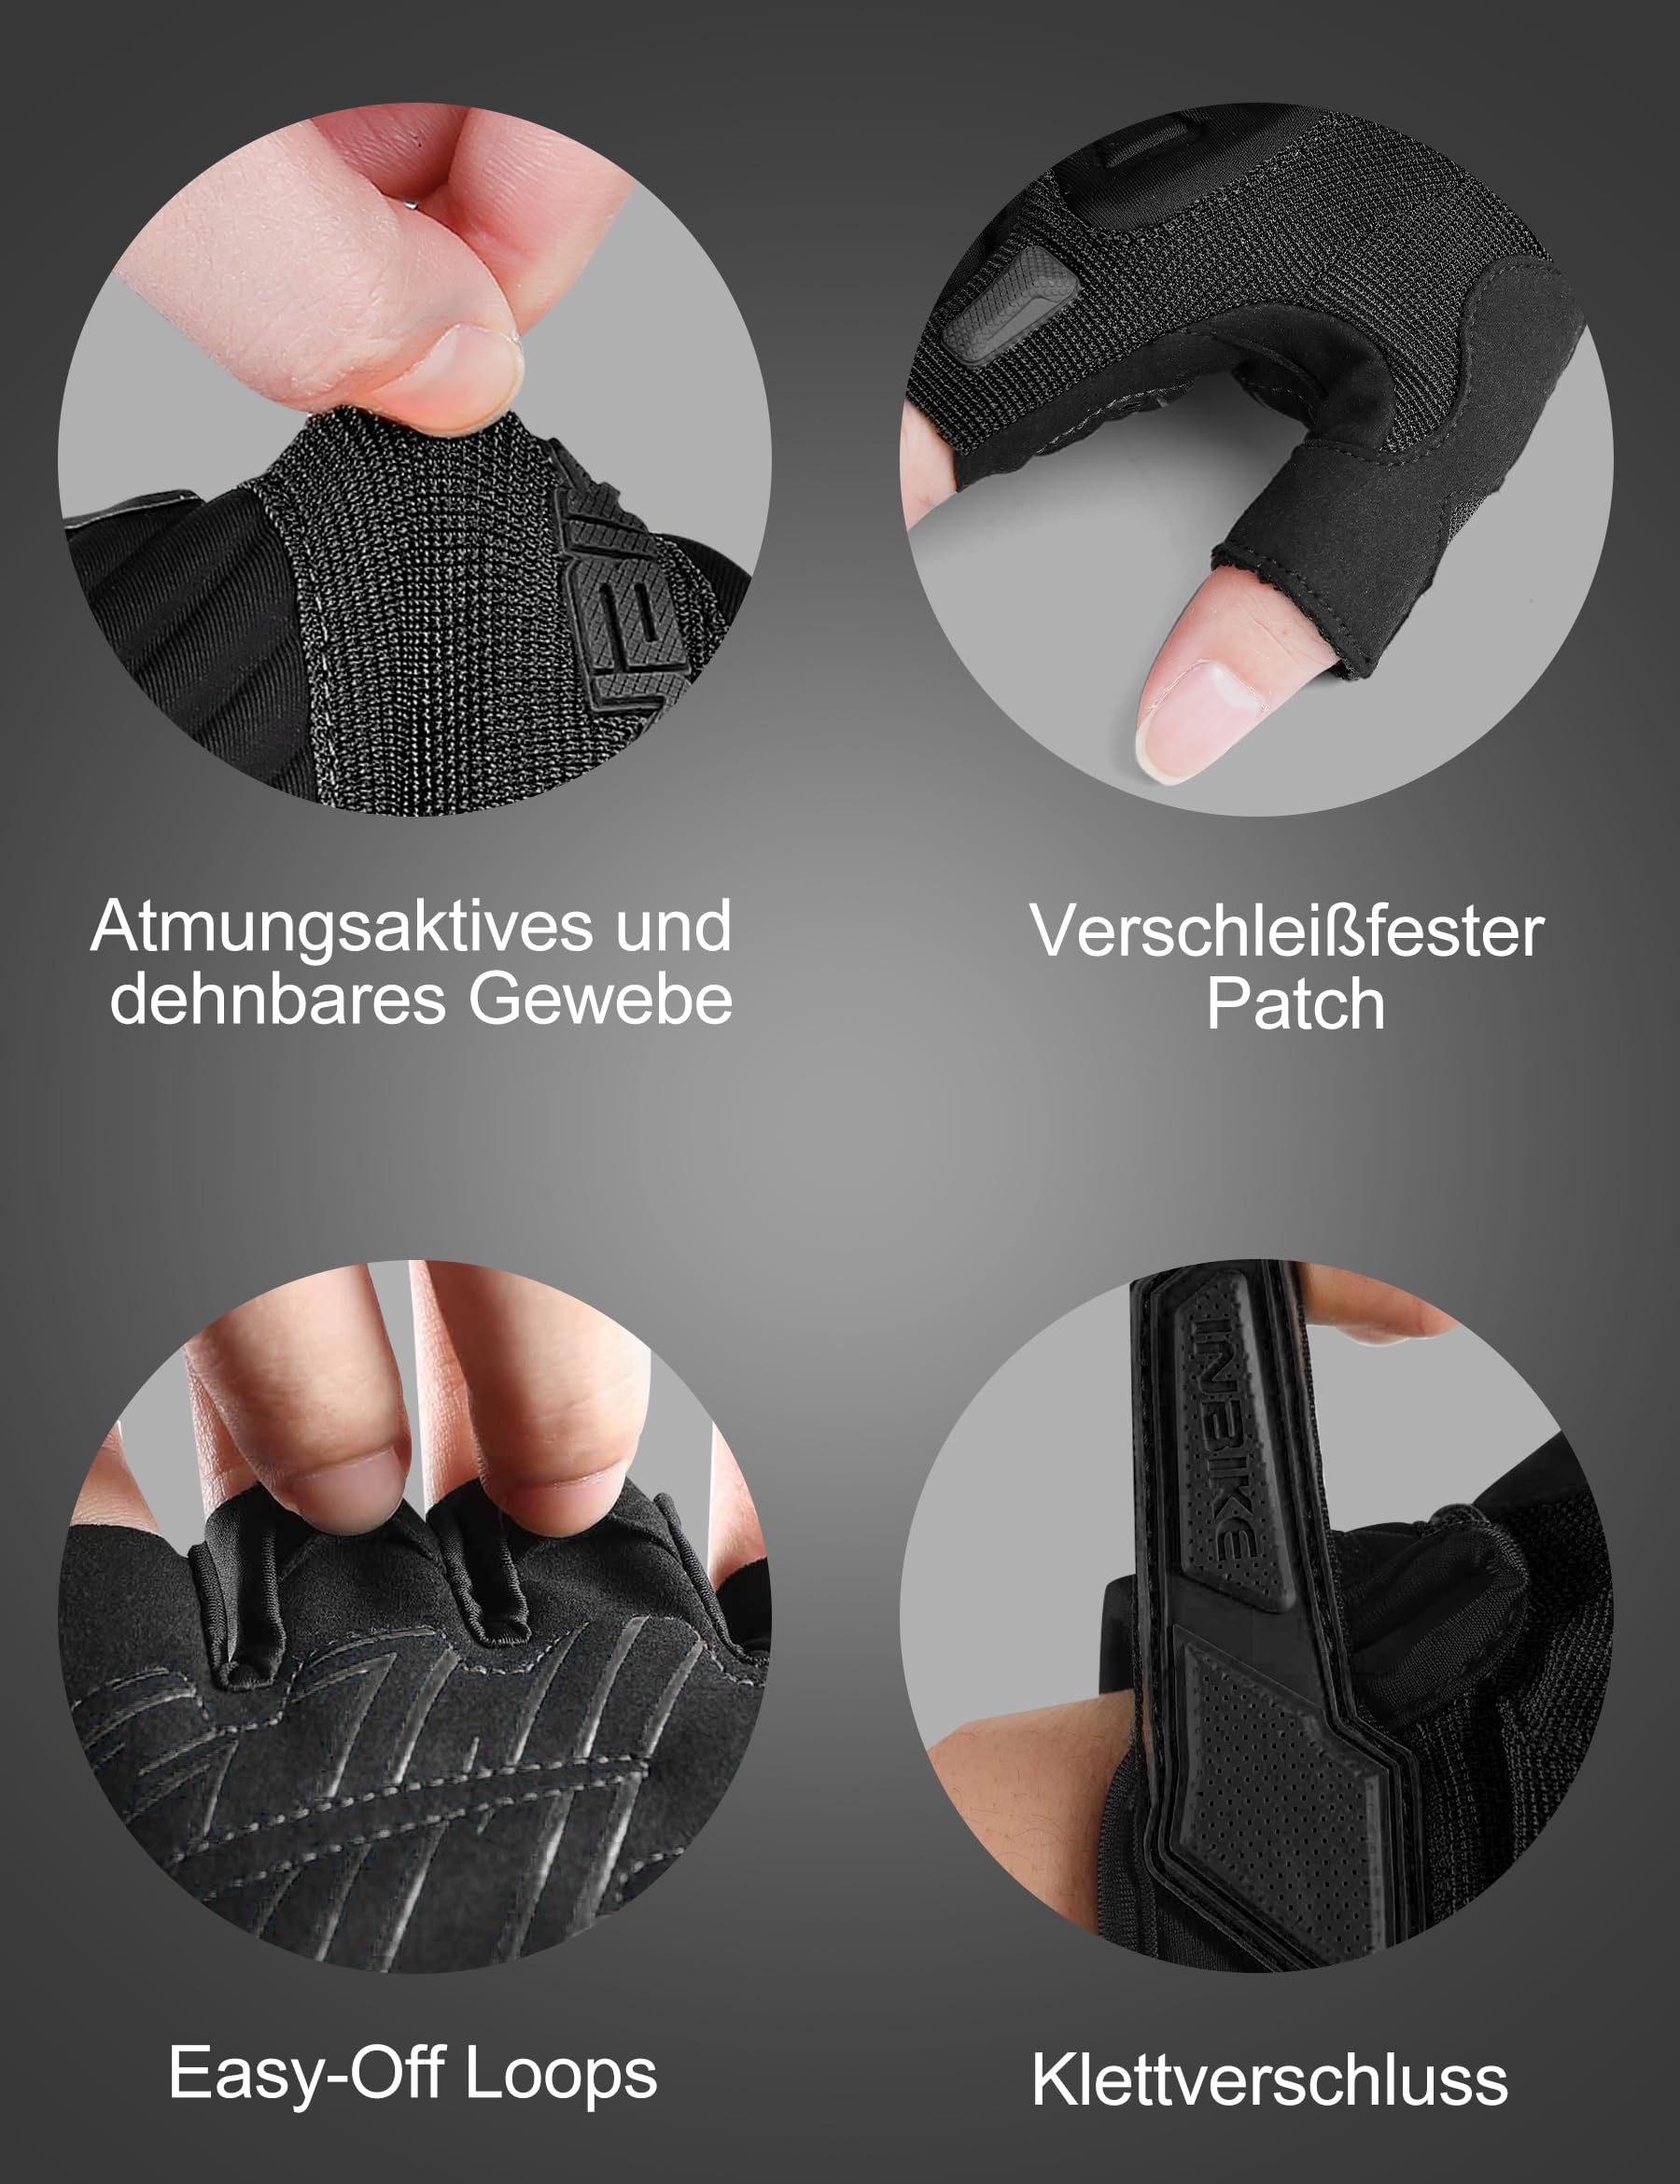 Atmungsaktives und
dehnbares Gewebe
Verschleißfester
Patch
INBIKE
Easy-Off Loops
Klettverschluss